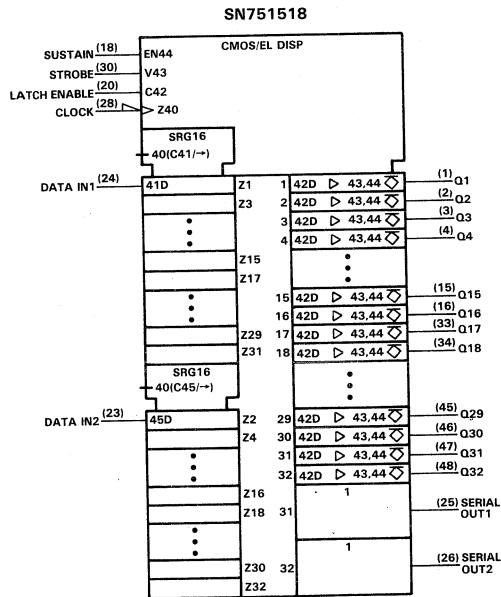 SN751518
CMOS/EL DISP
SUSTAIN (18) EN44
STROBE (30) V43
LATCH ENABLE (20) C42
CLOCK (28) Z40
SRG16
40(C41/→)
DATA IN1 (24) 41D Z1 1 42D ▷ 43,44 (1) Q1
Z3 2 42D ▷ 43,44 (2) Q2
3 42D ▷ 43,44 (3) Q3
4 42D ▷ 43,44 (4) Q4
Z15
Z17
15 42D ▷ 43,44 (15) Q15
16 42D ▷ 43,44 (16) Q16
Z29 17 42D ▷ 43,44 (33) Q17
Z31 18 42D ▷ 43,44 (34) Q18
SRG16
40(C45/→)
DATA IN2 (23) 45D Z2 29 42D ▷ 43,44 (45) Q29
Z4 30 42D ▷ 43,44 (46) Q30
31 42D ▷ 43,44 (47) Q31
32 42D ▷ 43,44 (48) Q32
Z16 1
Z18 31 (25) SERIAL OUT1
1
Z30 32 (26) SERIAL OUT2
Z32